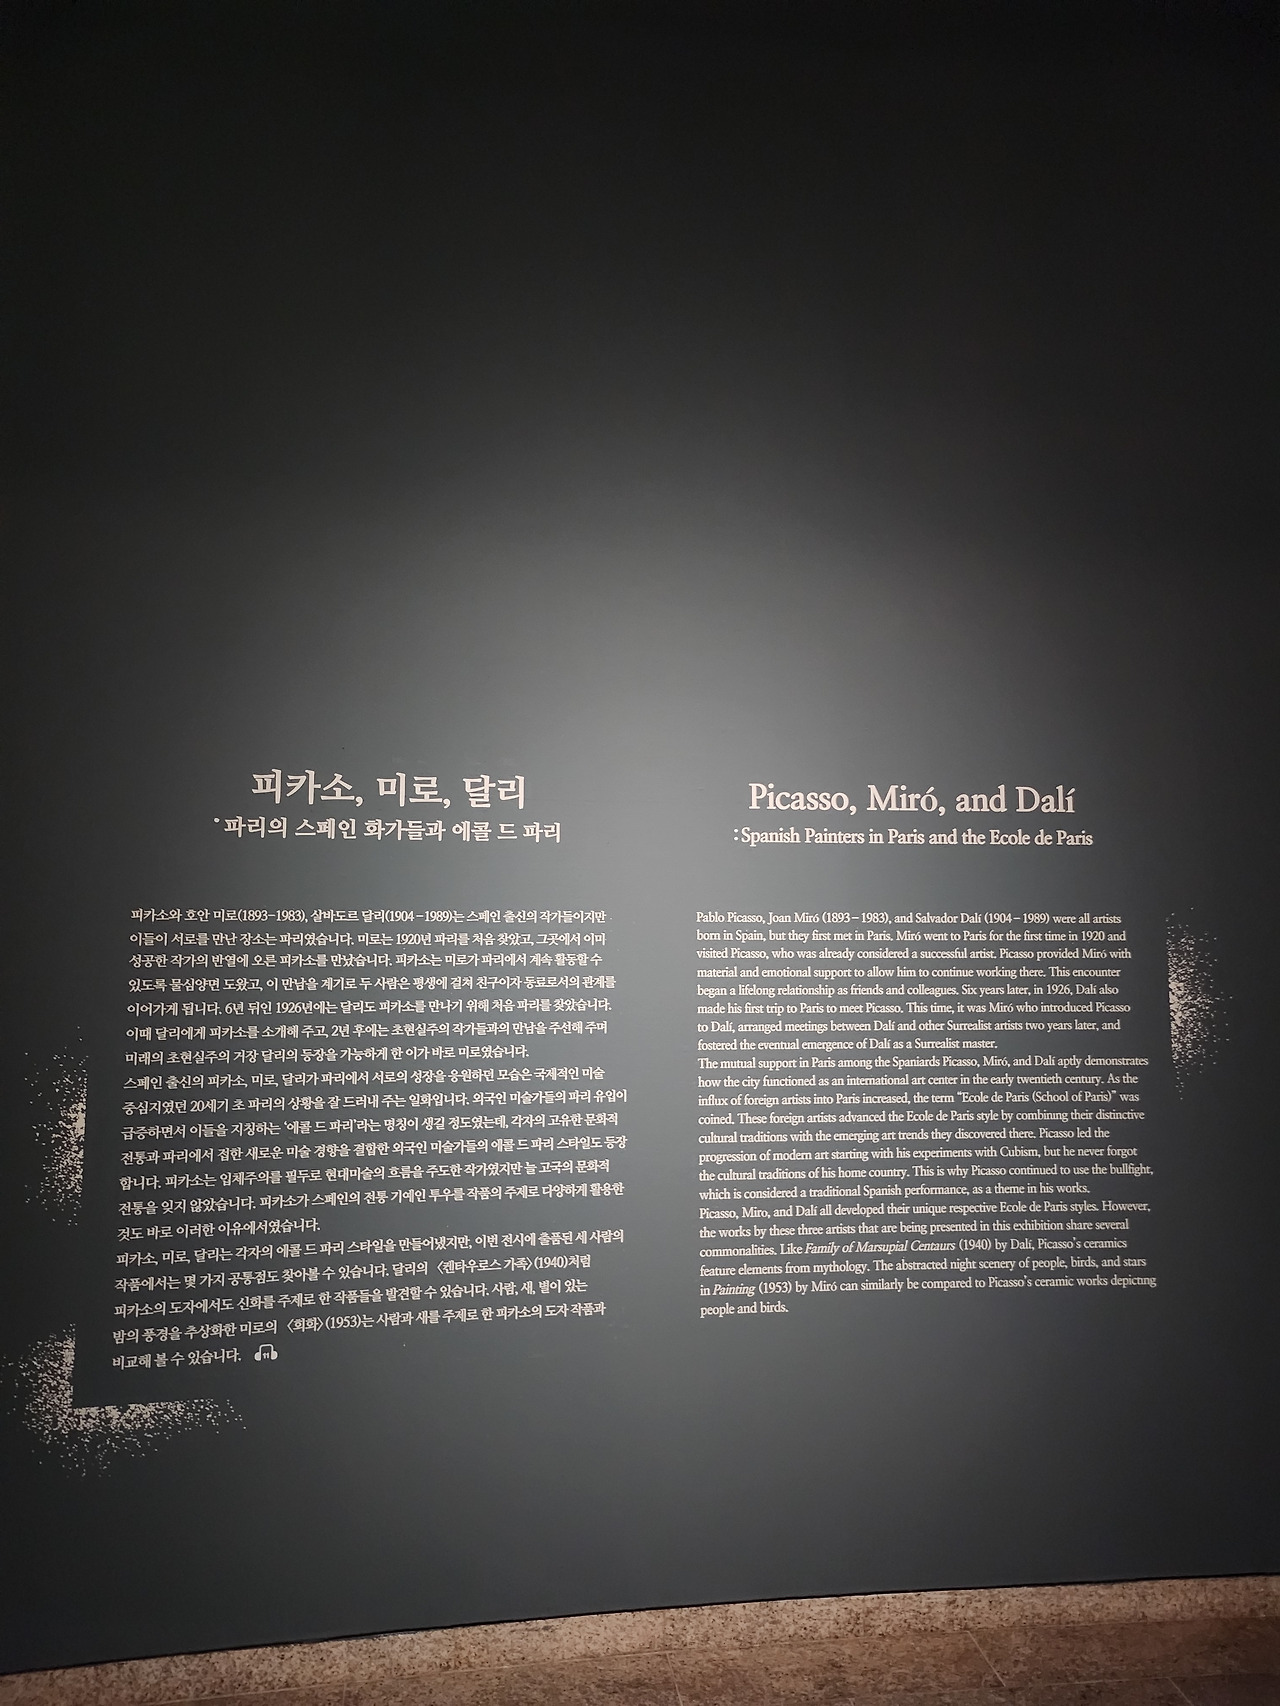 피카소, 미로, 달리
: 파리의 스페인 화가들과 에콜 드 파리
피카소와 호안 미로(1893-1983), 살바도르 달리(1904-1989)는 스페인 출신의 작가들이지만
이들이 서로를 만난 장소는 파리였습니다. 미로는 1920년 파리를 처음 찾았고, 그곳에서 이미
성공한 작가의 반열에 오른 피카소를 만났습니다. 피카소는 미로가 파리에서 계속 활동할 수
있도록 물심양면 도왔고, 이 만남을 계기로 두 사람은 평생에 걸쳐 친구이자 동료로서의 관계를
이어가게 됩니다. 6년 뒤인 1926년에는 달리도 피카소를 만나기 위해 처음 파리를 찾았습니다.
이때 달리에게 피카소를 소개해 주고, 2년 후에는 초현실주의 작가들과의 만남을 주선해 주며
미래의 초현실주의 거장 달리의 등장을 가능하게 한 이가 바로 미로였습니다.
스페인 출신의 피카소, 미로, 달리가 파리에서 서로의 성장을 응원하던 모습은 국제적인 미술
중심지였던 20세기 초 파리의 상황을 잘 드러내 주는 일화입니다. 외국인 미술가들의 파리 유입이
급증하면서 이들을 지칭하는 ‘에콜 드 파리’라는 명칭이 생길 정도였는데, 각자의 고유한 문화적
전통과 파리에서 접한 새로운 미술 경향을 결합한 외국인 미술가들의 에콜 드 파리 스타일도 등장
합니다. 피카소는 입체주의를 필두로 현대미술의 흐름을 주도한 작가였지만 늘 고국의 문화적
전통을 잊지 않았습니다. 피카소가 스페인의 전통 기예인 투우를 작품의 주제로 다양하게 활용한
것도 바로 이러한 이유에서였습니다.
피카소, 미로, 달리는 각자의 에콜 드 파리 스타일을 만들어냈지만, 이번 전시에 출품된 세 사람의
작품에서는 몇 가지 공통점도 찾아볼 수 있습니다. 달리의 〈켄타우로스 가족〉(1940)처럼
피카소의 도자에서도 신화를 주제로 한 작품들을 발견할 수 있습니다. 사람, 새, 별이 있는
밤의 풍경을 추상화한 미로의 〈회화〉(1953)는 사람과 새를 주제로 한 피카소의 도자 작품과
비교해 볼 수 있습니다.
Picasso, Miró, and Dalí
: Spanish Painters in Paris and the Ecole de Paris
Pablo Picasso, Joan Miró (1893–1983), and Salvador Dalí (1904–1989) were all artists
born in Spain, but they first met in Paris. Miró went to Paris for the first time in 1920 and
visited Picasso, who was already considered a successful artist. Picasso provided Miró with
material and emotional support to allow him to continue working there. This encounter
began a lifelong relationship as friends and colleagues. Six years later, in 1926, Dalí also
made his first trip to Paris to meet Picasso. This time, it was Miró who introduced Picasso
to Dalí, arranged meetings between Dalí and other Surrealist artists two years later, and
fostered the eventual emergence of Dalí as a Surrealist master.
The mutual support in Paris among the Spaniards Picasso, Miró, and Dalí aptly demonstrates
how the city functioned as an international art center in the early twentieth century. As the
influx of foreign artists into Paris increased, the term “Ecole de Paris (School of Paris)” was
coined. These foreign artists advanced the Ecole de Paris style by combining their distinctive
cultural traditions with the emerging art trends they discovered there. Picasso led the
progression of modern art starting with his experiments with Cubism, but he never forgot
the cultural traditions of his home country. This is why Picasso continued to use the bullfight,
which is considered a traditional Spanish performance, as a theme in his works.
Picasso, Miro, and Dalí all developed their unique respective Ecole de Paris styles. However,
the works by these three artists that are being presented in this exhibition share several
commonalities. Like Family of Marsupial Centaurs (1940) by Dalí, Picasso’s ceramics
feature elements from mythology. The abstracted night scenery of people, birds, and stars
in Painting (1953) by Miró can similarly be compared to Picasso’s ceramic works depicting
people and birds.